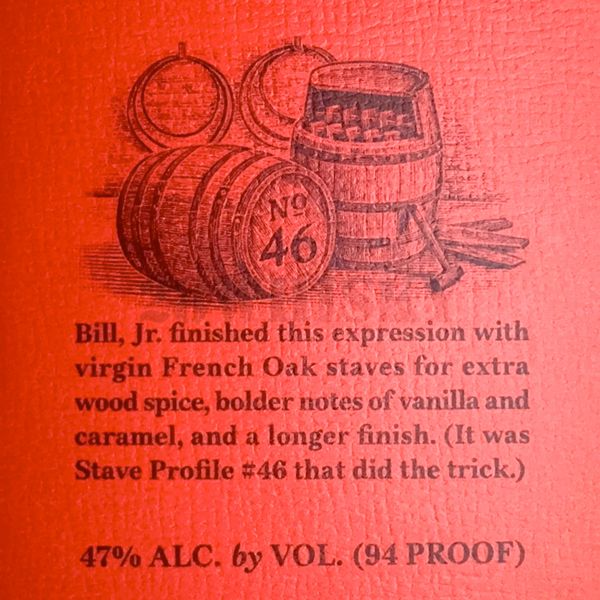 Nº
46
Bill, Jr. finished this expression with
virgin French Oak staves for extra
wood spice, bolder notes of vanilla and
caramel, and a longer finish. (It was
Stave Profile #46 that did the trick.)
47% ALC. by VOL. (94 PROOF)